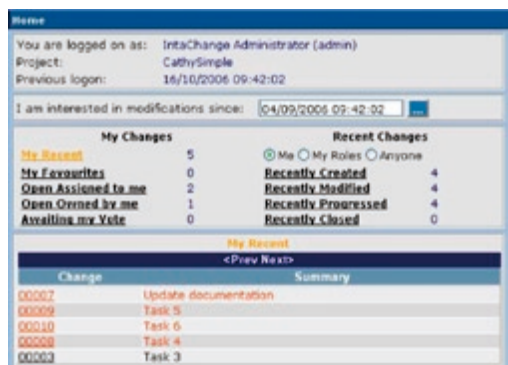 Home
You are logged on as: IntaChange Administrator (admin)
Project: CathySimple
Previous logon: 16/10/2006 09:42:02
I am interested in modifications since: 04/09/2006 09:42:02 ...
My Changes Recent Changes
My Recent 5 Me My Roles Anyone
My Favourites 0 Recently Created 4
Open Assigned to me 2 Recently Modified 4
Open Owned by me 1 Recently Progressed 4
Awaiting my Vote 0 Recently Closed 0
My Recent
<Prev Next>
Change Summary
00007 Update documentation
00009 Task 5
00010 Task 6
00008 Task 4
00003 Task 3